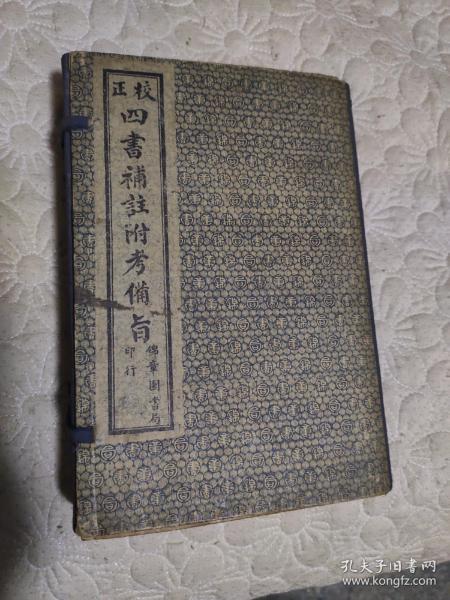 校正
四書補註附考備旨
錦章圖書局
印行
孔夫子旧书网
www.kongfz.com